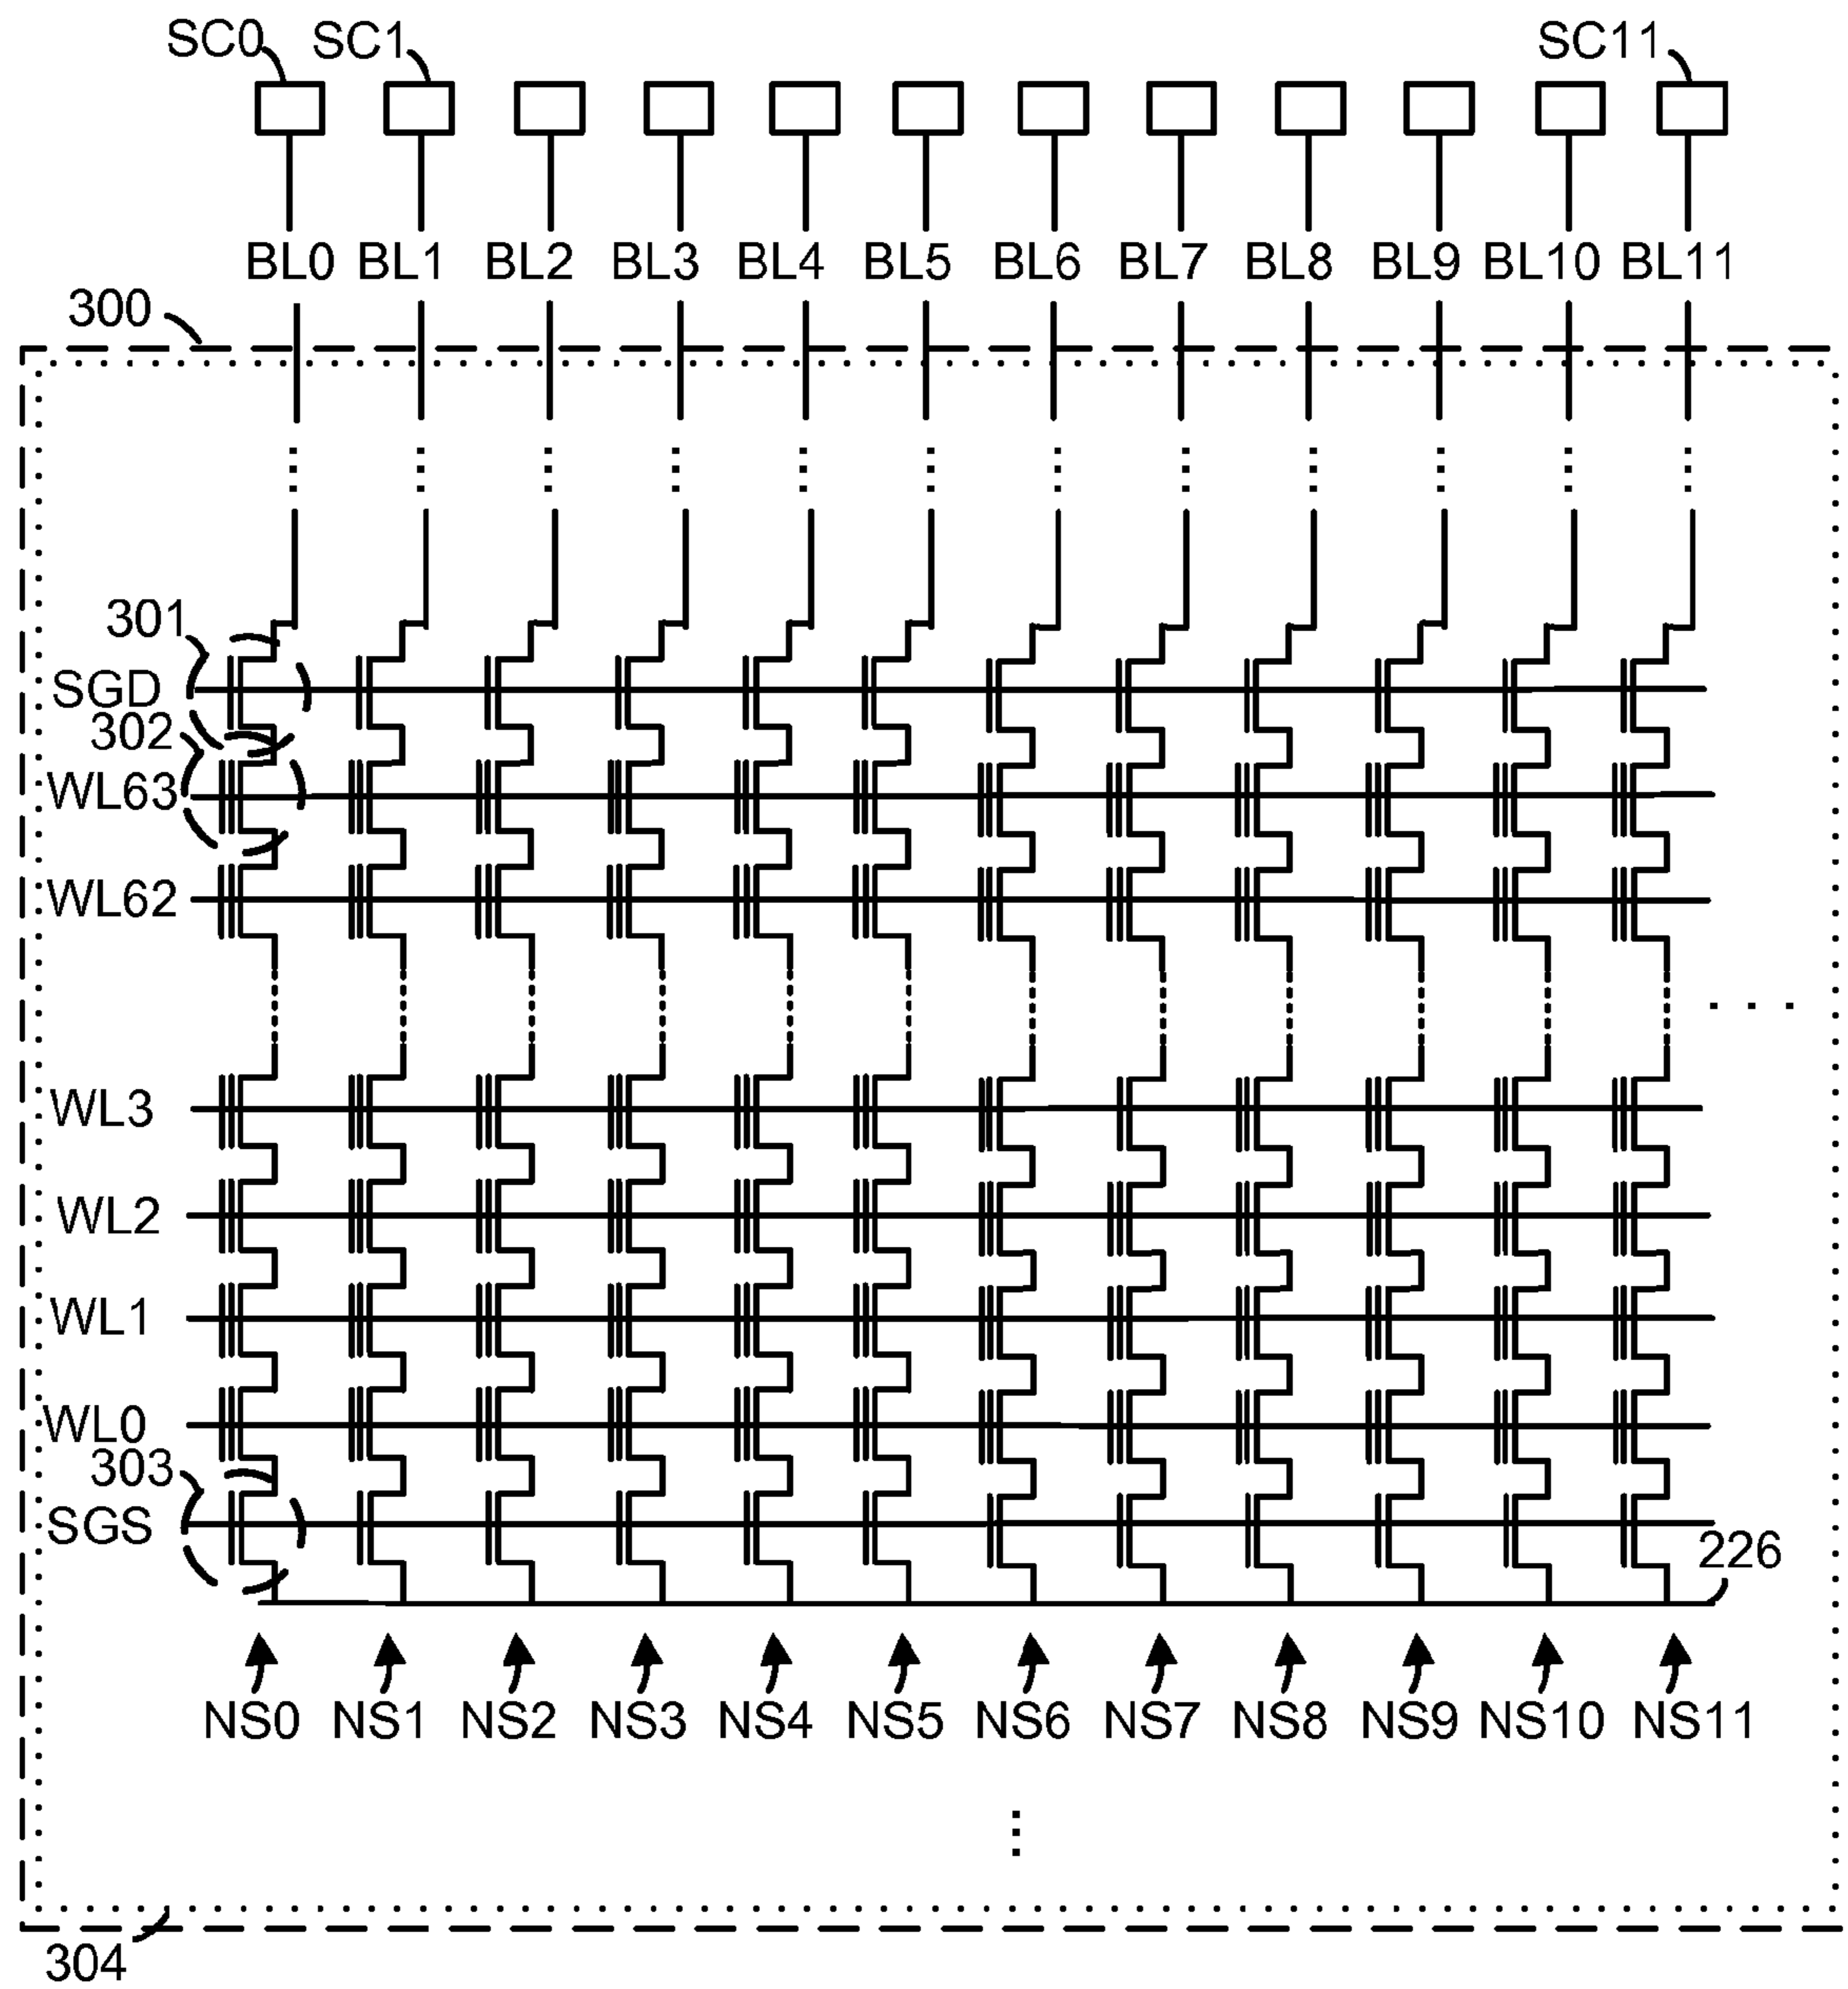 SC0 SC1 SC11
BL0 BL1 BL2 BL3 BL4 BL5 BL6 BL7 BL8 BL9 BL10 BL11
300
301
SGD
302
WL63
WL62
WL3
WL2
WL1
WL0
303
SGS
226
NS0 NS1 NS2 NS3 NS4 NS5 NS6 NS7 NS8 NS9 NS10 NS11
304